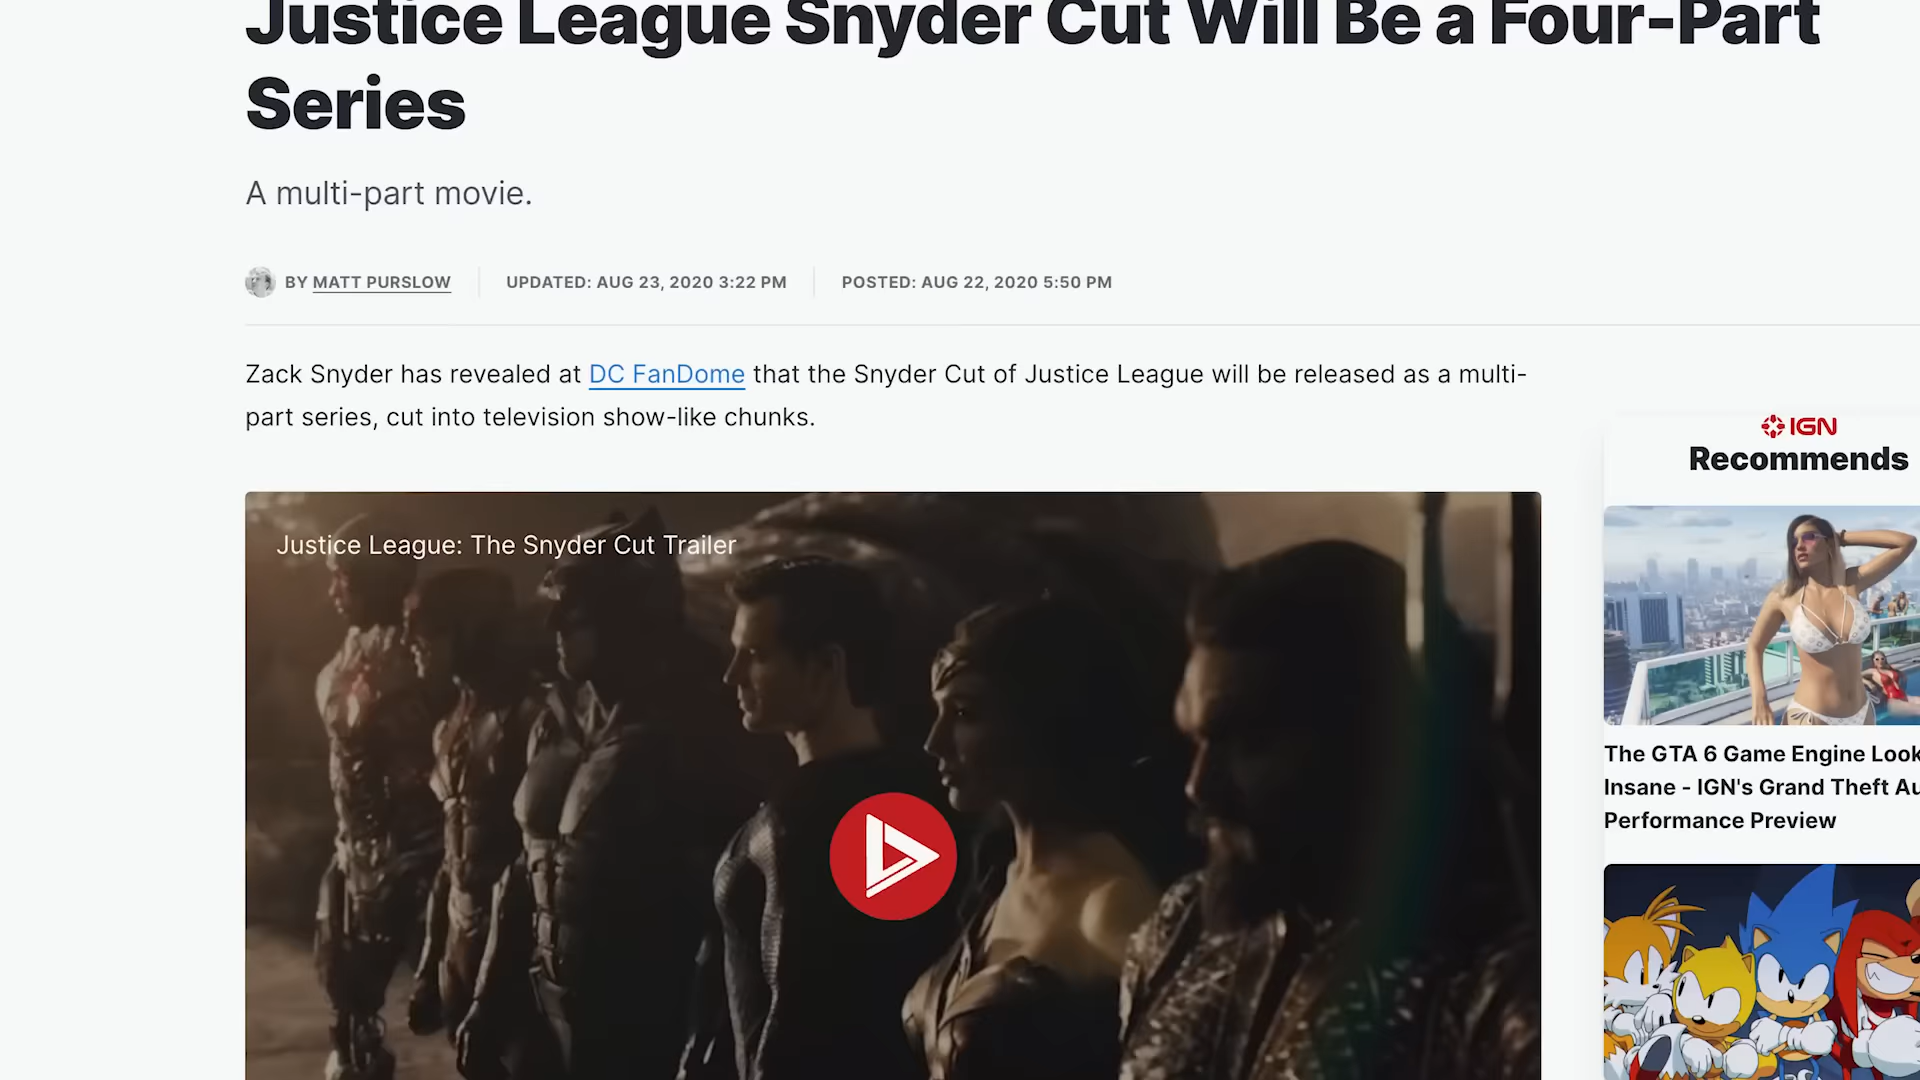 Justice League Snyder Cut Will Be a Four-Part
Series
A multi-part movie.
BY MATT PURSLOW
UPDATED: AUG 23, 2020 3:22 PM
POSTED: AUG 22, 2020 5:50 PM
Zack Snyder has revealed at DC FanDome that the Snyder Cut of Justice League will be released as a multi-
part series, cut into television show-like chunks.
Justice League: The Snyder Cut Trailer
IGN
Recommends
The GTA 6 Game Engine Look
Insane - IGN's Grand Theft Au
Performance Preview